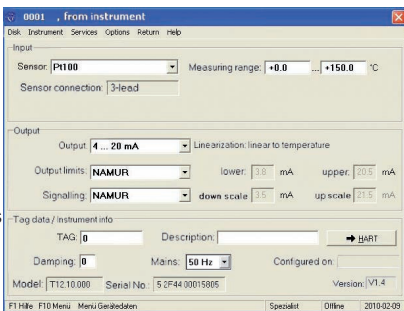 0001 , from instrument
Disk Instrument Services Options Return Help
Input
Sensor: Pt100 Measuring range: +0.0 ... +150.0 °C
Sensor connection: 3-lead
Output
Output 4 ... 20 mA Linearization: linear to temperature
Output limits: NAMUR lower: 3.8 mA upper: 20.5 mA
Signalling: NAMUR down scale 3.5 mA up scale 21.5 mA
Tag data / Instrument info
TAG: 0 Description: HART
Damping: 0 Mains: 50 Hz Configured on:
Model: T12.10.000 Serial No.: 5 2F44 00015805 Version: V1.4
F1 Hilfe F10 Menü Menü Gerätedaten Spezialist Offline 2010-02-09